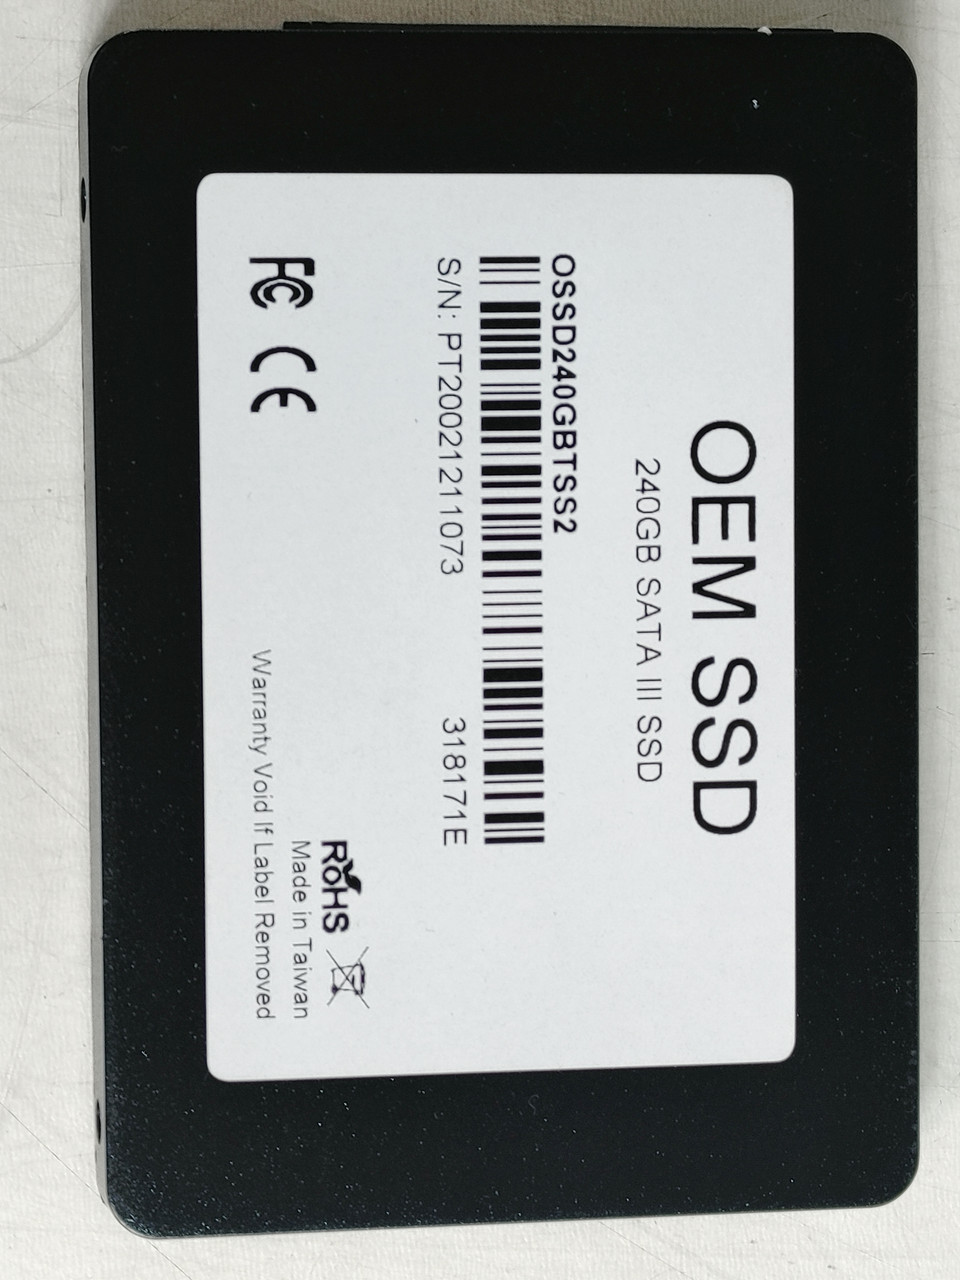 OEM SSD
240GB SATA III SSD
OSSD240GBTSS2
S/N: PT20021211073 318171E
FC CE
RoHS
Made in Taiwan
Warranty Void If Label Removed